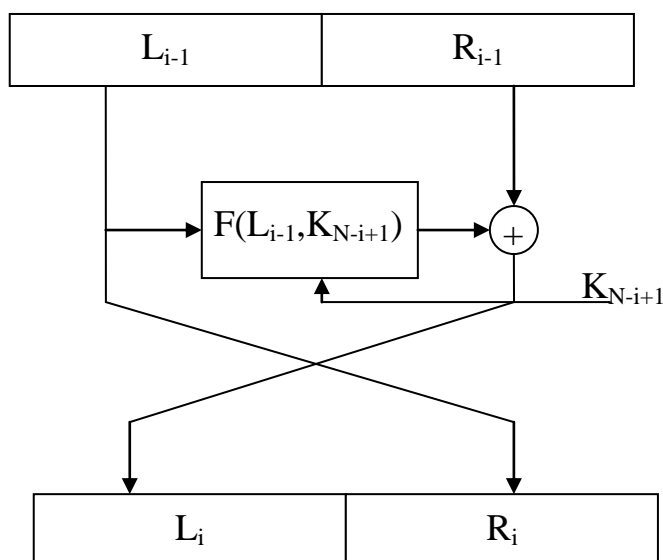 L_{i-1} R_{i-1}
F(L_{i-1},K_{N-i+1})
+
K_{N-i+1}
L_i R_i